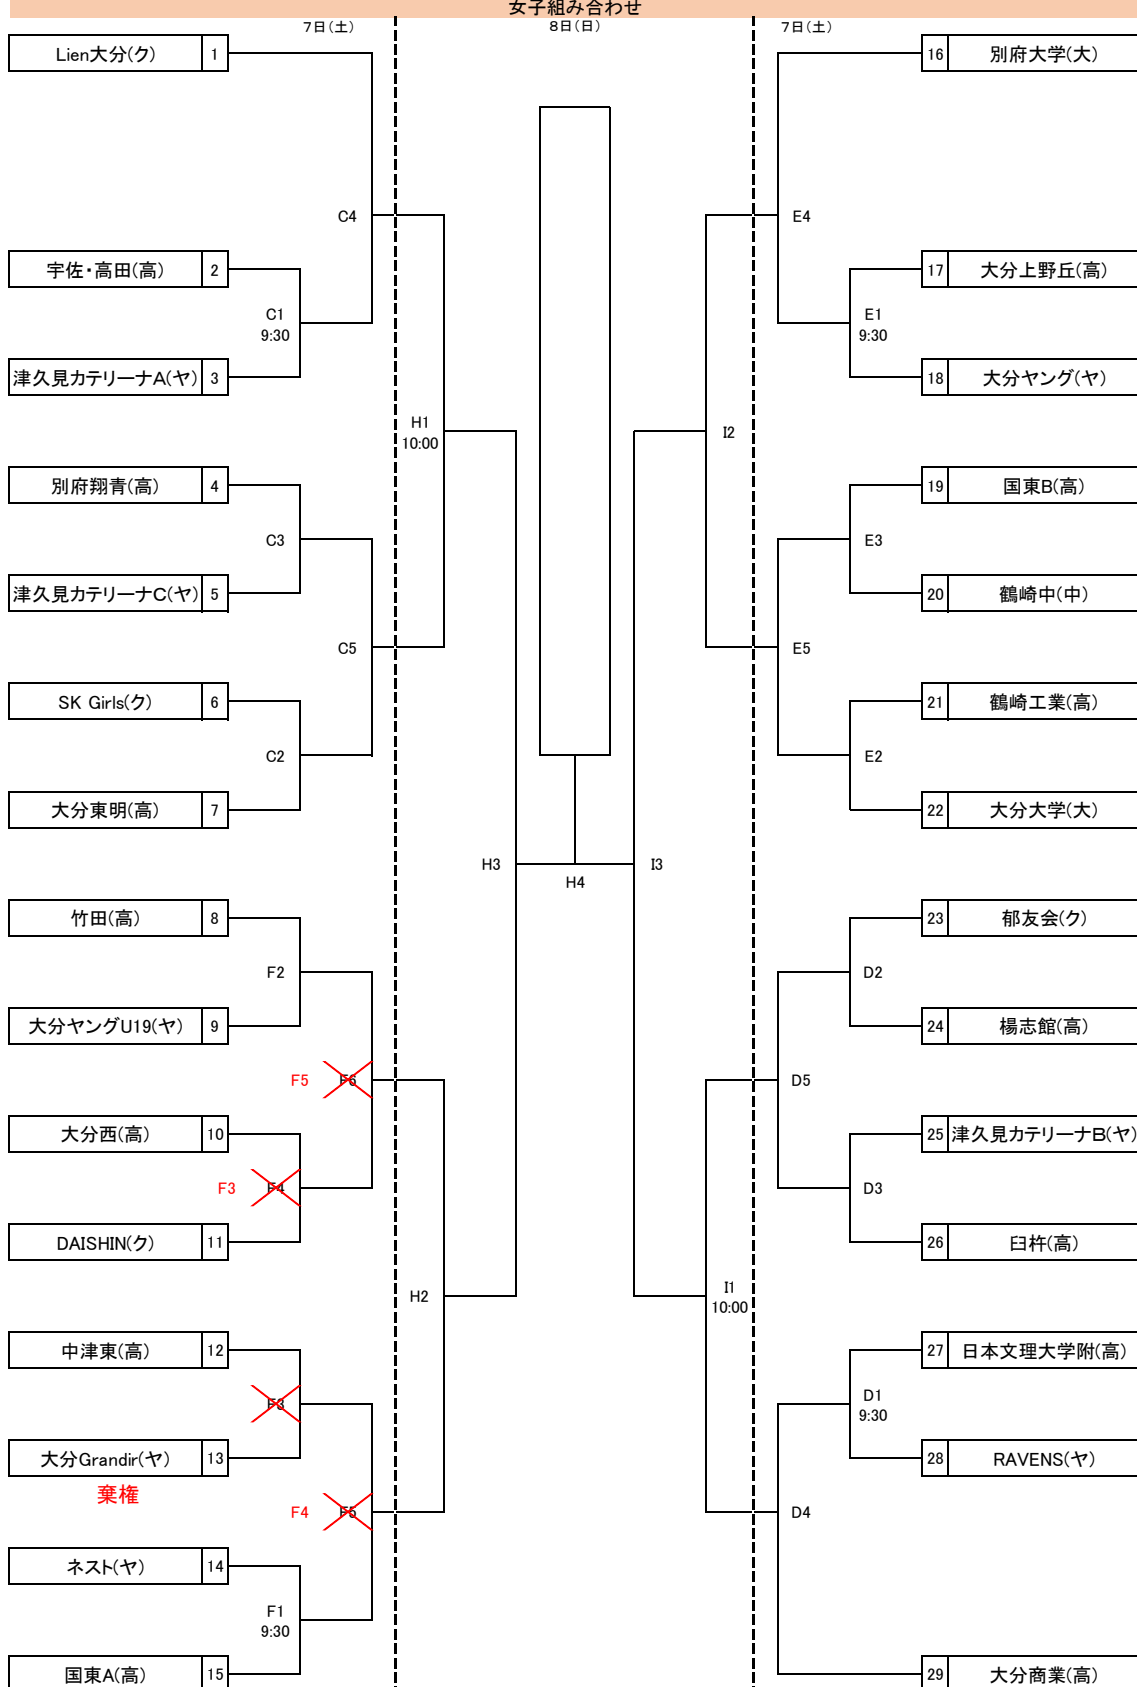 女子組み合わせ
7日(土)
8日(日)
7日(土)
Lien大分(ク) 1
16 別府大学(大)
C4
E4
宇佐・高田(高) 2
17 大分上野丘(高)
C1
9:30
E1
9:30
津久見カテリーナA(ヤ) 3
18 大分ヤング(ヤ)
H1
10:00
I2
別府翔青(高) 4
19 国東B(高)
C3
E3
津久見カテリーナC(ヤ) 5
20 鶴崎中(中)
C5
E5
SK Girls(ク) 6
21 鶴崎工業(高)
C2
E2
大分東明(高) 7
22 大分大学(大)
H3
H4
I3
竹田(高) 8
23 郁友会(ク)
F2
D2
大分ヤングU19(ヤ) 9
24 楊志館(高)
F5 F6
D5
大分西(高) 10
25 津久見カテリーナB(ヤ)
F3 F4
D3
DAISHIN(ク) 11
26 臼杵(高)
H2
I1
10:00
中津東(高) 12
27 日本文理大学附(高)
F3
D1
9:30
大分Grandir(ヤ) 13
28 RAVENS(ヤ)
棄権
F4 F5
D4
ネスト(ヤ) 14
F1
9:30
国東A(高) 15
29 大分商業(高)